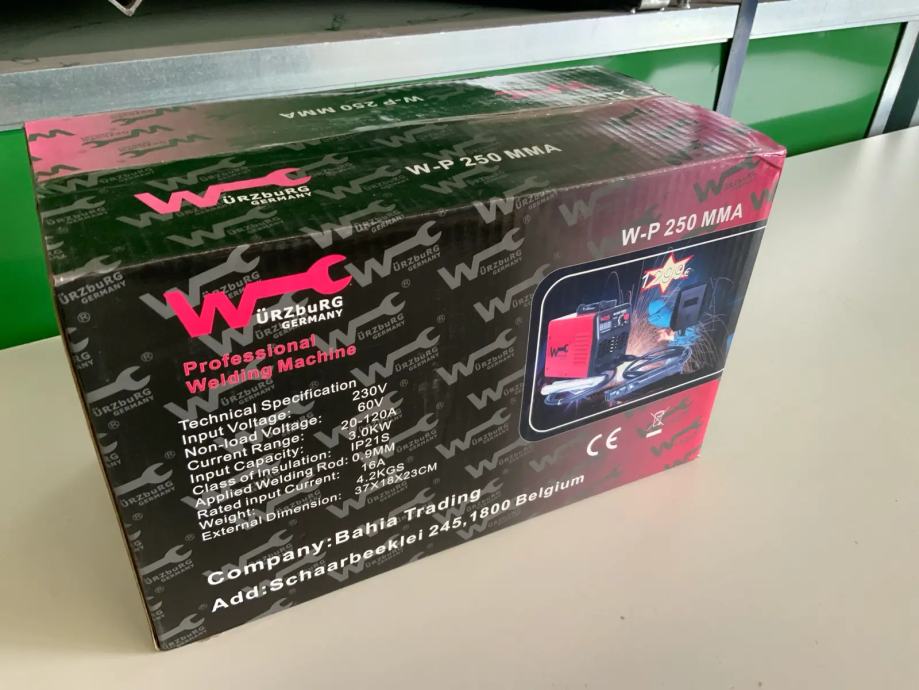 W-P 250 MMA
W-P 250 MMA
ÜRZbuRG
GERMANY
W-P 250 MMA
WÜRZbuRG
GERMANY
Professional
Welding Machine
Technical Specification
Input Voltage: 230V
Non-load Voltage: 60V
Current Range: 20-120A
Input Capacity: 3.0KW
Class of Insulation: IP21S
Applied Welding Rod: 0.9MM
Rated Input Current: 16A
Weight: 4.2KGS
External Dimension: 37X18X23CM
Company:Bahia Trading
Add:Schaarbeeklei 245,1800 Belgium
CE